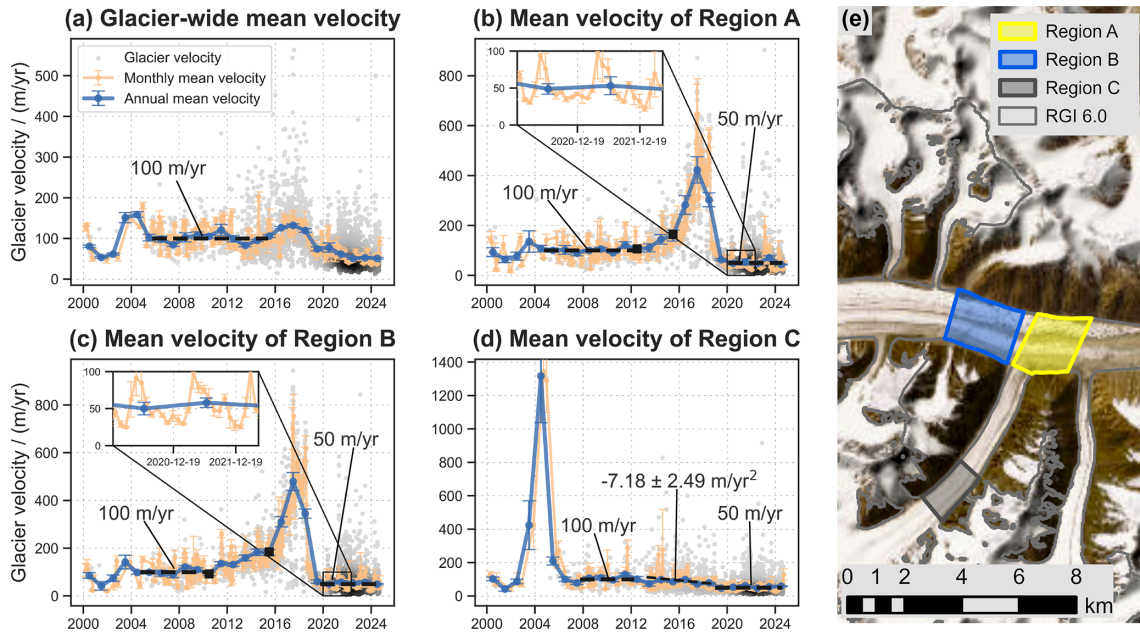 (a) Glacier-wide mean velocity
Glacier velocity / (m/yr)
500
400
300
200
100
0
Glacier velocity
Monthly mean velocity
Annual mean velocity
100 m/yr
2000 2004 2008 2012 2016 2020 2024
(b) Mean velocity of Region A
800
600
400
200
0
100
50
0
2020-12-19 2021-12-19
50 m/yr
100 m/yr
2000 2004 2008 2012 2016 2020 2024
(c) Mean velocity of Region B
Glacier velocity / (m/yr)
800
600
400
200
0
100
50
0
2020-12-19 2021-12-19
50 m/yr
100 m/yr
2000 2004 2008 2012 2016 2020 2024
(d) Mean velocity of Region C
1400
1200
1000
800
600
400
200
0
-7.18 ± 2.49 m/yr²
100 m/yr
50 m/yr
2000 2004 2008 2012 2016 2020 2024
(e)
Region A
Region B
Region C
RGI 6.0
0 1 2 4 6 8
km